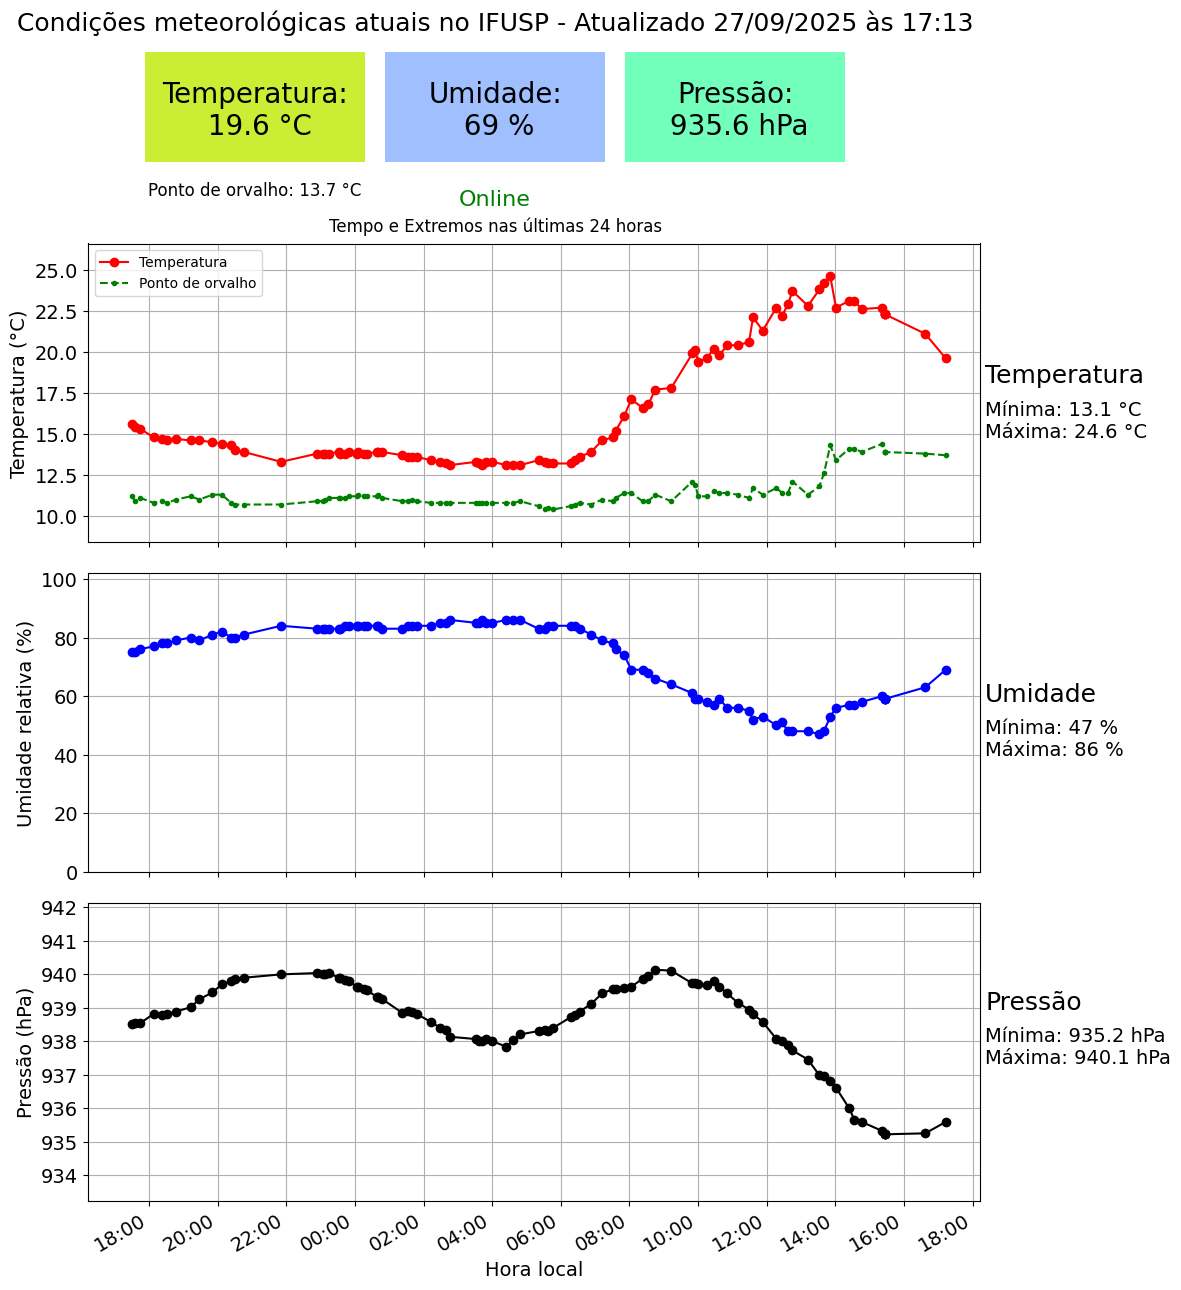 Condições meteorológicas atuais no IFUSP - Atualizado 27/09/2025 às 17:13
Temperatura:
19.6 °C
Umidade:
69 %
Pressão:
935.6 hPa
Ponto de orvalho: 13.7 °C
Online
Tempo e Extremos nas últimas 24 horas
Temperatura
Ponto de orvalho
Temperatura (°C)
25.0
22.5
20.0
17.5
15.0
12.5
10.0
Temperatura
Mínima: 13.1 °C
Máxima: 24.6 °C
Umidade relativa (%)
100
80
60
40
20
0
Umidade
Mínima: 47 %
Máxima: 86 %
Pressão (hPa)
942
941
940
939
938
937
936
935
934
Pressão
Mínima: 935.2 hPa
Máxima: 940.1 hPa
18:00 20:00 22:00 00:00 02:00 04:00 06:00 08:00 10:00 12:00 14:00 16:00 18:00
Hora local